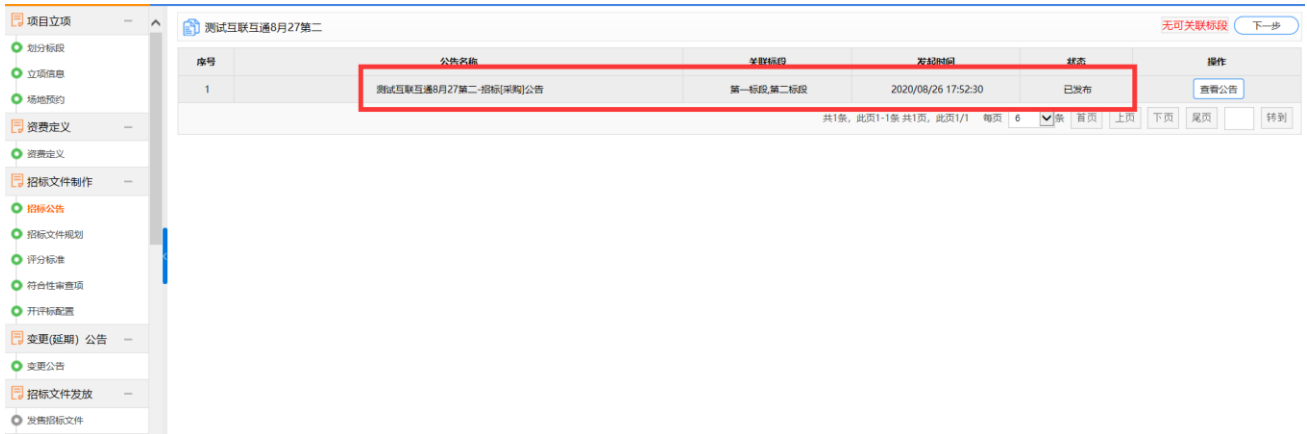 项目立项
划分标段
立项信息
场地预约
资费定义
资费定义
招标文件制作
招标公告
招标文件规划
评分标准
符合性审查项
开评标配置
变更(延期）公告
变更公告
招标文件发放
发售招标文件
测试互联互通8月27第二
无可关联标段 下一步
序号 公告名称 关联标段 发起时间 状态 操作
1 测试互联互通8月27第二-招标[采购]公告 第一标段,第二标段 2020/08/26 17:52:30 已发布 查看公告
共1条，此页1-1条 共1页，此页1/1 每页 6 条 首页 上页 下页 尾页 转到